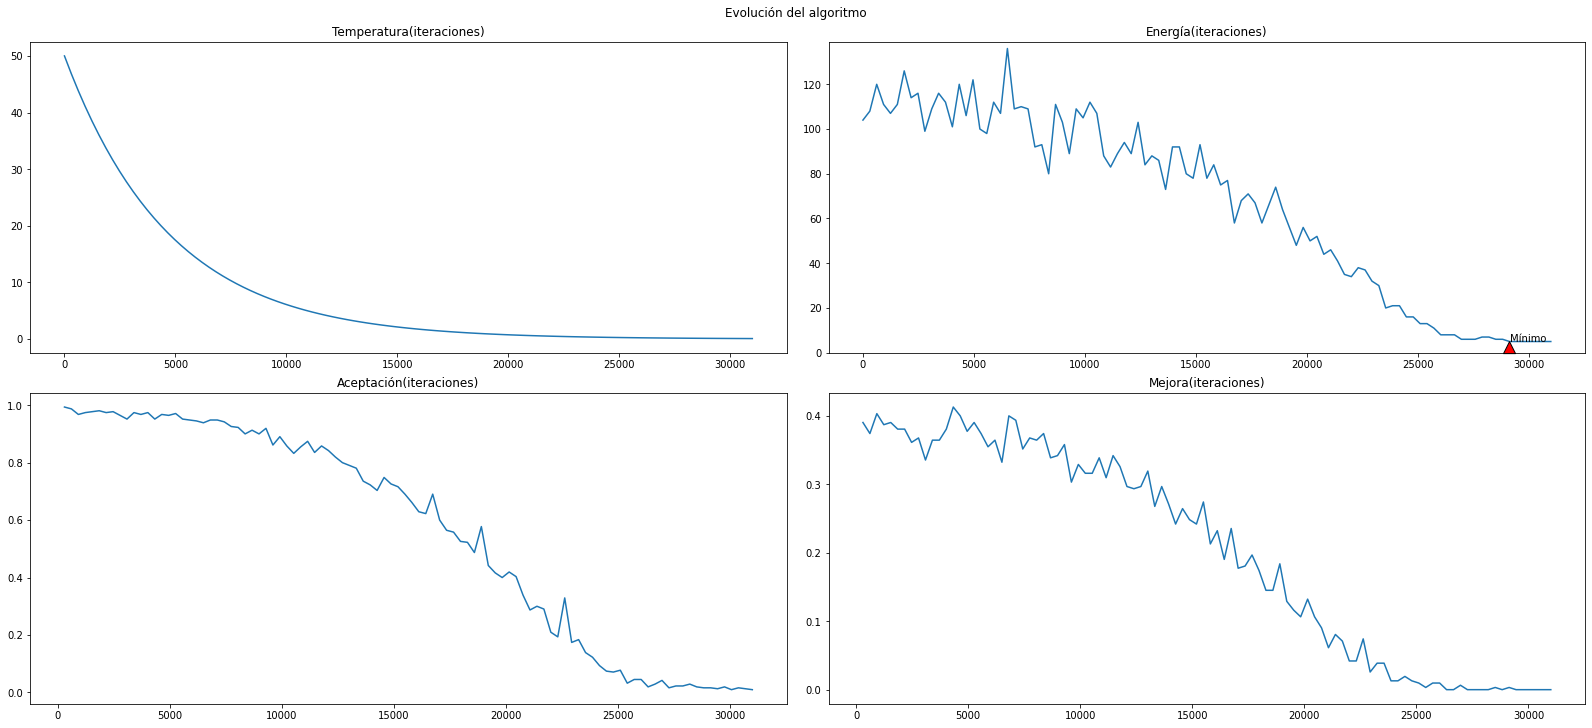 Evolución del algoritmo
Temperatura(iteraciones)
50
40
30
20
10
0
0 5000 10000 15000 20000 25000 30000
Energía(iteraciones)
120
100
80
60
40
20
0
Mínimo
0 5000 10000 15000 20000 25000 30000
Aceptación(iteraciones)
1.0
0.8
0.6
0.4
0.2
0.0
0 5000 10000 15000 20000 25000 30000
Mejora(iteraciones)
0.4
0.3
0.2
0.1
0.0
0 5000 10000 15000 20000 25000 30000